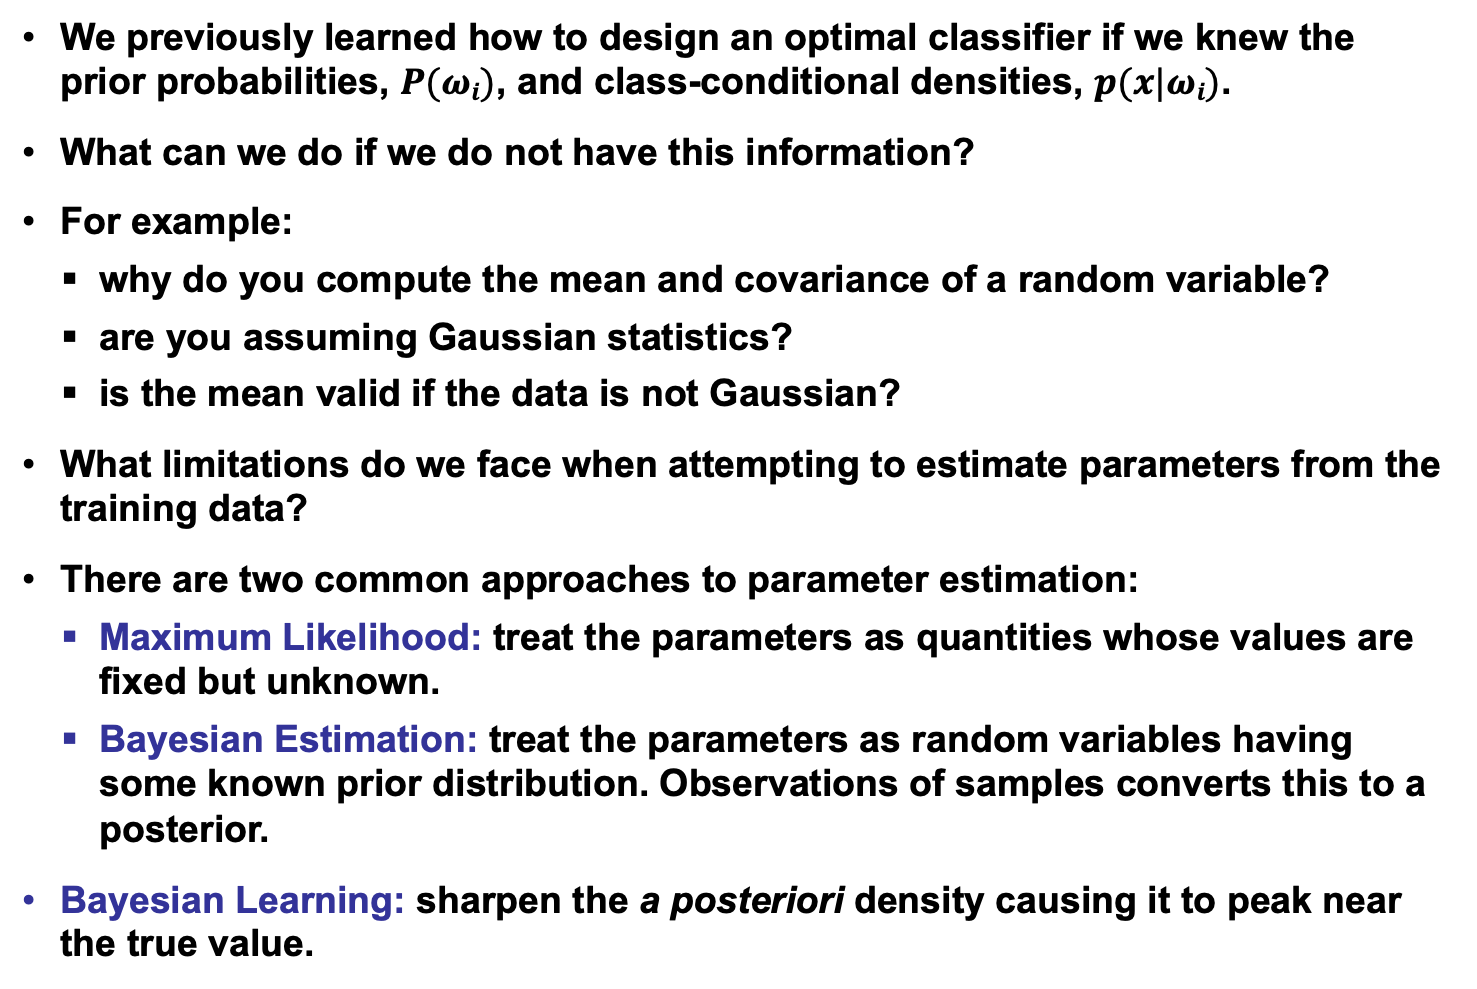 • We previously learned how to design an optimal classifier if we knew the
prior probabilities, P(ωᵢ), and class-conditional densities, p(x|ωᵢ).
• What can we do if we do not have this information?
• For example:
▪ why do you compute the mean and covariance of a random variable?
▪ are you assuming Gaussian statistics?
▪ is the mean valid if the data is not Gaussian?
• What limitations do we face when attempting to estimate parameters from the
training data?
• There are two common approaches to parameter estimation:
▪ Maximum Likelihood: treat the parameters as quantities whose values are
fixed but unknown.
▪ Bayesian Estimation: treat the parameters as random variables having
some known prior distribution. Observations of samples converts this to a
posterior.
• Bayesian Learning: sharpen the a posteriori density causing it to peak near
the true value.